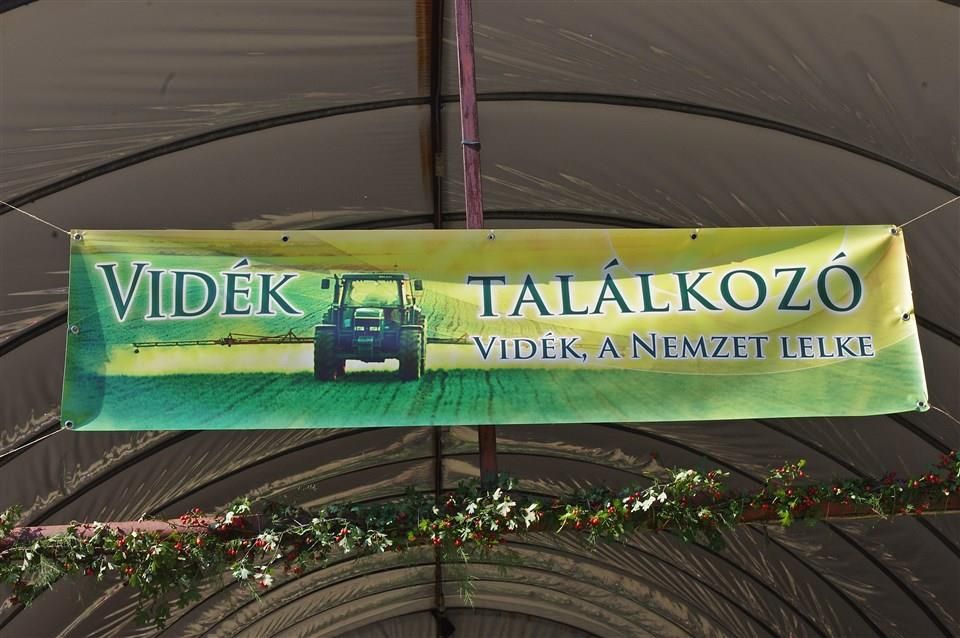 Vidék találkozó
Vidék, a Nemzet lelke